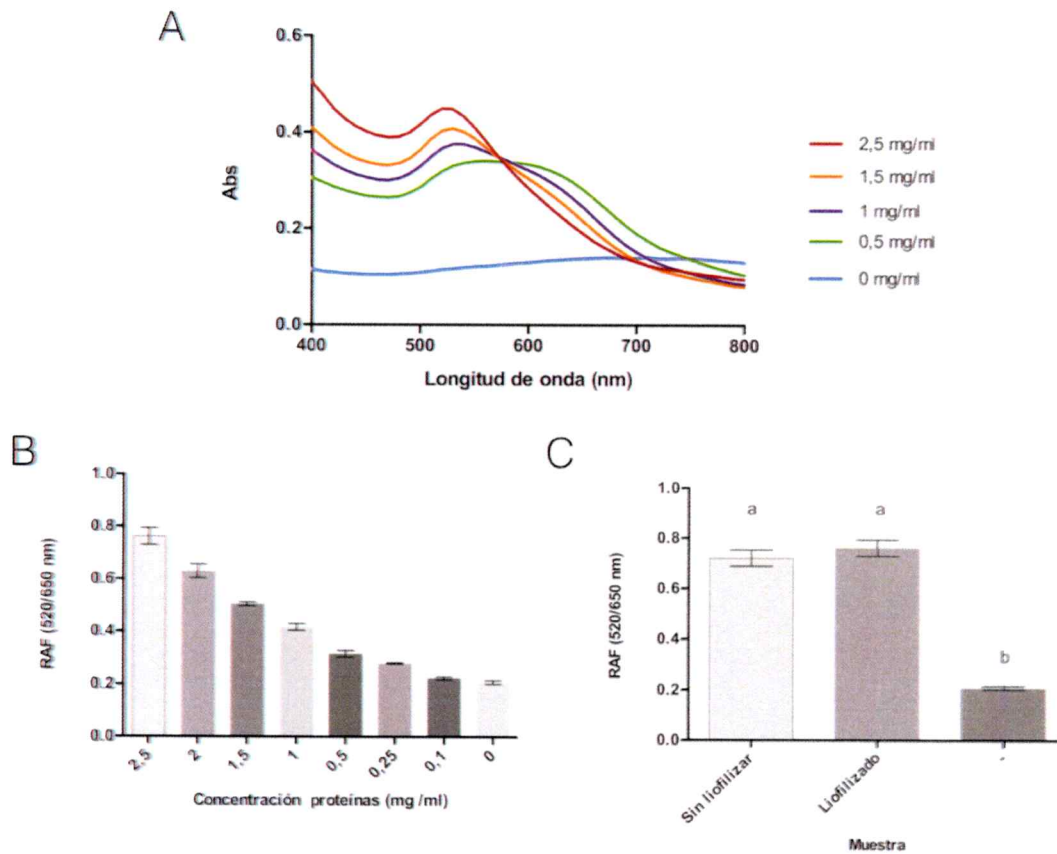 A
0.6
0.4
0.2
0.0
Abs
400
500
600
700
800
Longitud de onda (nm)
2,5 mg/ml
1,5 mg/ml
1 mg/ml
0,5 mg/ml
0 mg/ml
B
1.0
0.8
0.6
0.4
0.2
0.0
RAF (520/650 nm)
2,5
2
1,5
1
0,5
0,25
0,1
0
Concentración proteínas (mg /ml)
C
1.0
0.8
0.6
0.4
0.2
0.0
RAF (520/650 nm)
a
a
b
Sin liofilizar
Liofilizado
-
Muestra